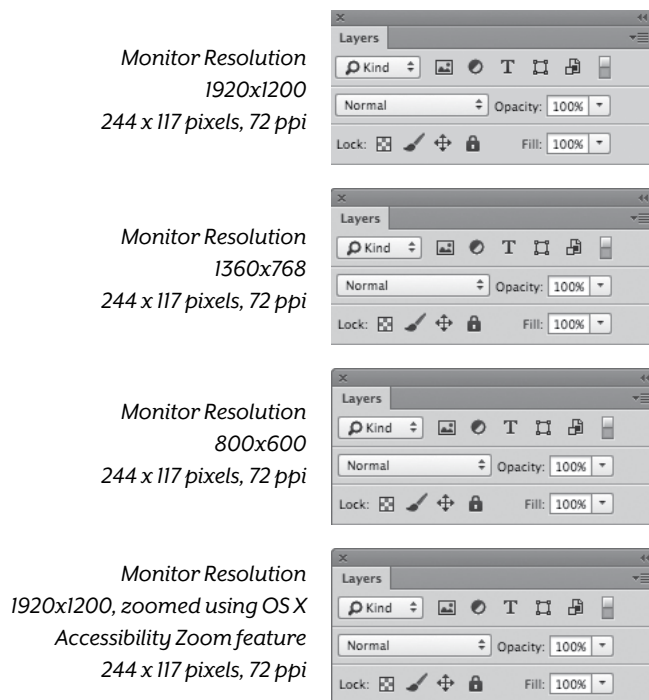 Monitor Resolution
1920x1200
244 x 117 pixels, 72 ppi
Layers
Kind T
Normal Opacity: 100%
Lock: Fill: 100%
Monitor Resolution
1360x768
244 x 117 pixels, 72 ppi
Layers
Kind T
Normal Opacity: 100%
Lock: Fill: 100%
Monitor Resolution
800x600
244 x 117 pixels, 72 ppi
Layers
Kind T
Normal Opacity: 100%
Lock: Fill: 100%
Monitor Resolution
1920x1200, zoomed using OS X
Accessibility Zoom feature
244 x 117 pixels, 72 ppi
Layers
Kind T
Normal Opacity: 100%
Lock: Fill: 100%